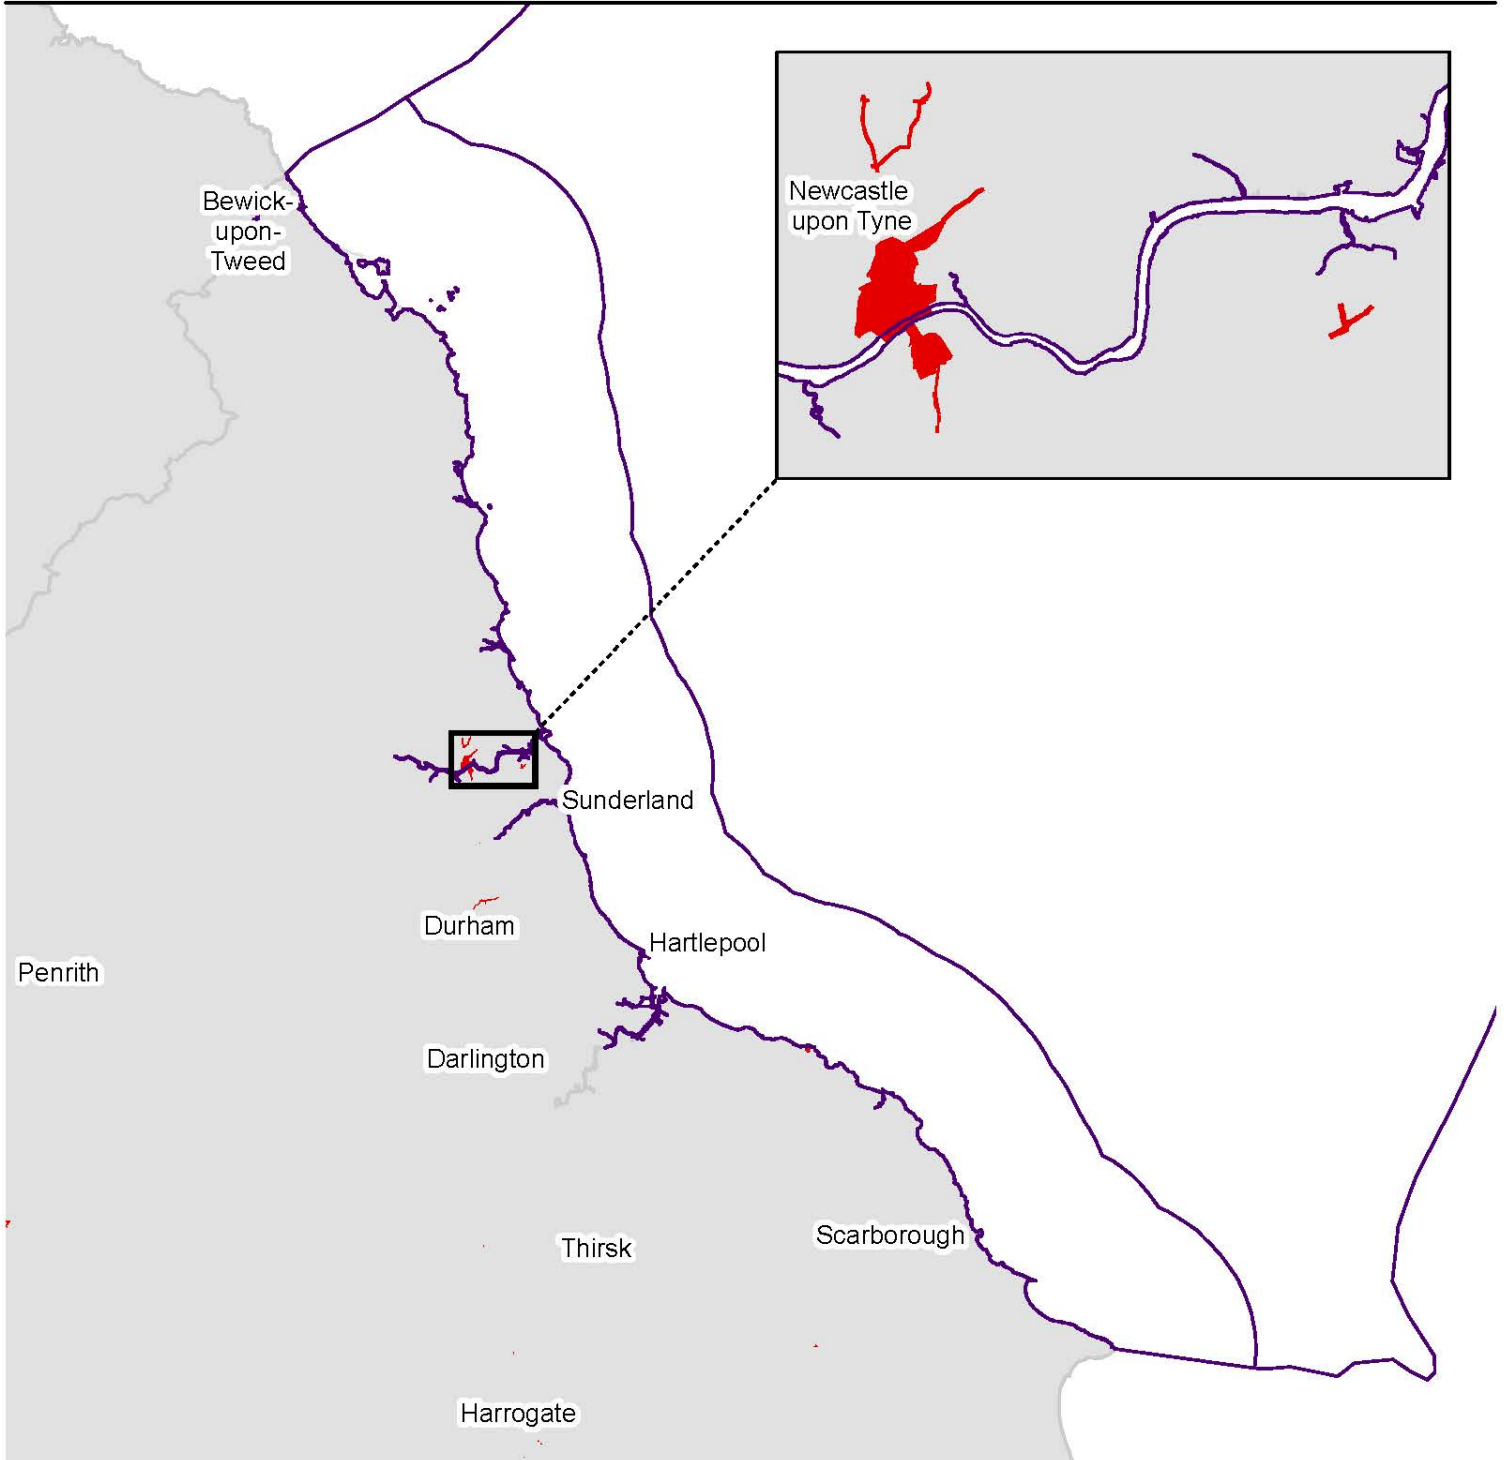 Bewick-
upon-
Tweed
Newcastle
upon Tyne
Sunderland
Durham
Hartlepool
Penrith
Darlington
Scarborough
Thirsk
Harrogate